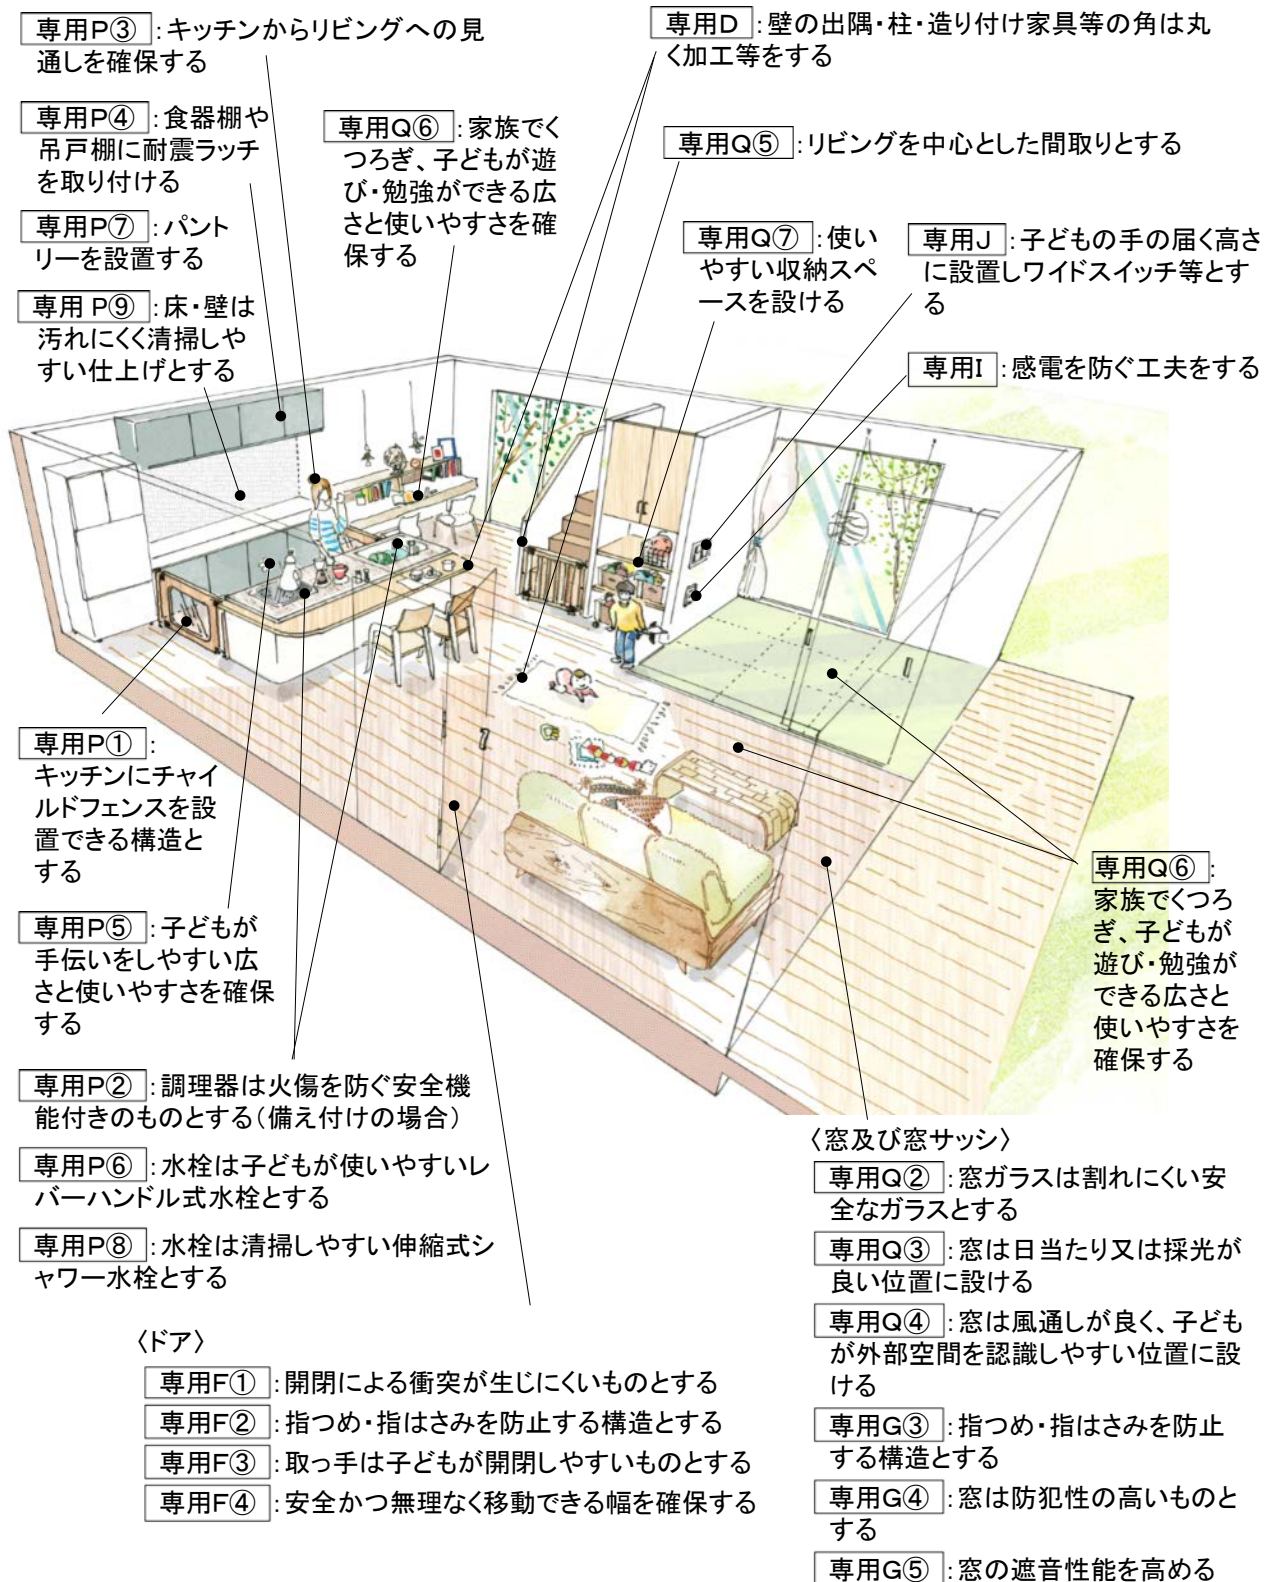 専用P③：キッチンからリビングへの見
通しを確保する
専用P④：食器棚や
吊戸棚に耐震ラッチ
を取り付ける
専用P⑦：パント
リーを設置する
専用 P⑨：床・壁は
汚れにくく清掃しや
すい仕上げとする
専用Q⑥：家族でく
つろぎ、子どもが遊
び・勉強ができる広
さと使いやすさを確
保する
専用D：壁の出隅・柱・造り付け家具等の角は丸
く加工等をする
専用Q⑤：リビングを中心とした間取りとする
専用Q⑦：使い
やすい収納スペ
ースを設ける
専用J：子どもの手の届く高さ
に設置しワイドスイッチ等とす
る
専用I：感電を防ぐ工夫をする
専用P①：
キッチンにチャイ
ルドフェンスを設
置できる構造と
する
専用P⑤：子どもが
手伝いをしやすい広
さと使いやすさを確保
する
専用P②：調理器は火傷を防ぐ安全機
能付きのものとする（備え付けの場合）
専用P⑥：水栓は子どもが使いやすいレ
バーハンドル式水栓とする
専用P⑧：水栓は清掃しやすい伸縮式シ
ャワー水栓とする
〈ドア〉
専用F①：開閉による衝突が生じにくいものとする
専用F②：指つめ・指はさみを防止する構造とする
専用F③：取っ手は子どもが開閉しやすいものとする
専用F④：安全かつ無理なく移動できる幅を確保する
専用Q⑥：
家族でくつろ
ぎ、子どもが
遊び・勉強が
できる広さと
使いやすさを
確保する
〈窓及び窓サッシ〉
専用Q②：窓ガラスは割れにくい安
全なガラスとする
専用Q③：窓は日当たり又は採光が
良い位置に設ける
専用Q④：窓は風通しが良く、子ども
が外部空間を認識しやすい位置に設
ける
専用G③：指つめ・指はさみを防止
する構造とする
専用G④：窓は防犯性の高いものと
する
専用G⑤：窓の遮音性能を高める